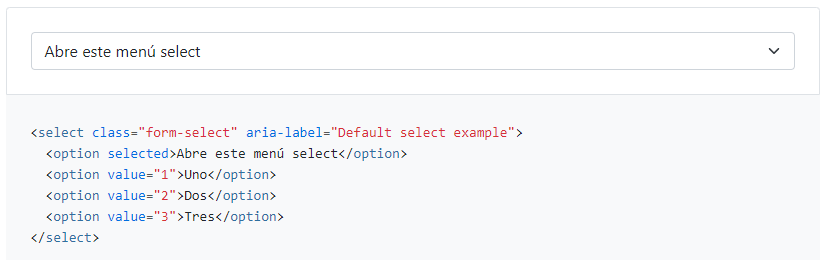 Abre este menú select
<select class="form-select" aria-label="Default select example">
  <option selected>Abre este menú select</option>
  <option value="1">Uno</option>
  <option value="2">Dos</option>
  <option value="3">Tres</option>
</select>